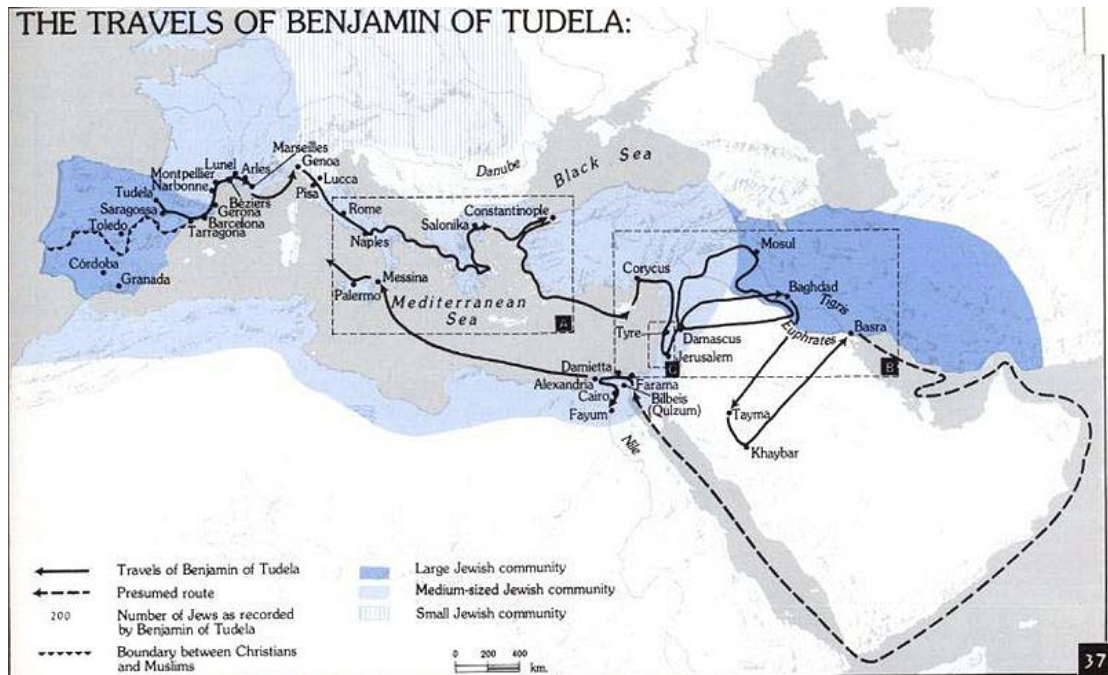 THE TRAVELS OF BENJAMIN OF TUDELA:
Marseilles
Lunel
Arles
Genoa
Montpellier
Narbonne
Lucca
Béziers
Pisa
Tudela
Saragossa
Gerona
Barcelona
Toledo
Tarragona
Córdoba
Granada
Rome
Naples
Danube
Black Sea
Salonika
Constantinople
Messina
Palermo
Mediterranean
Sea
A
Corycus
Mosul
Baghdad
Tigris
Tyre
Damascus
Euphrates
Basra
Jerusalem
C
B
Damietta
Alexandria
Farama
Cairo
Bilbeis
(Qulzum)
Fayum
Nile
Tayma
Khaybar
Travels of Benjamin of Tudela
Presumed route
200
Number of Jews as recorded
by Benjamin of Tudela
Boundary between Christians
and Muslims
Large Jewish community
Medium-sized Jewish community
Small Jewish community
0 200 400
km.
37